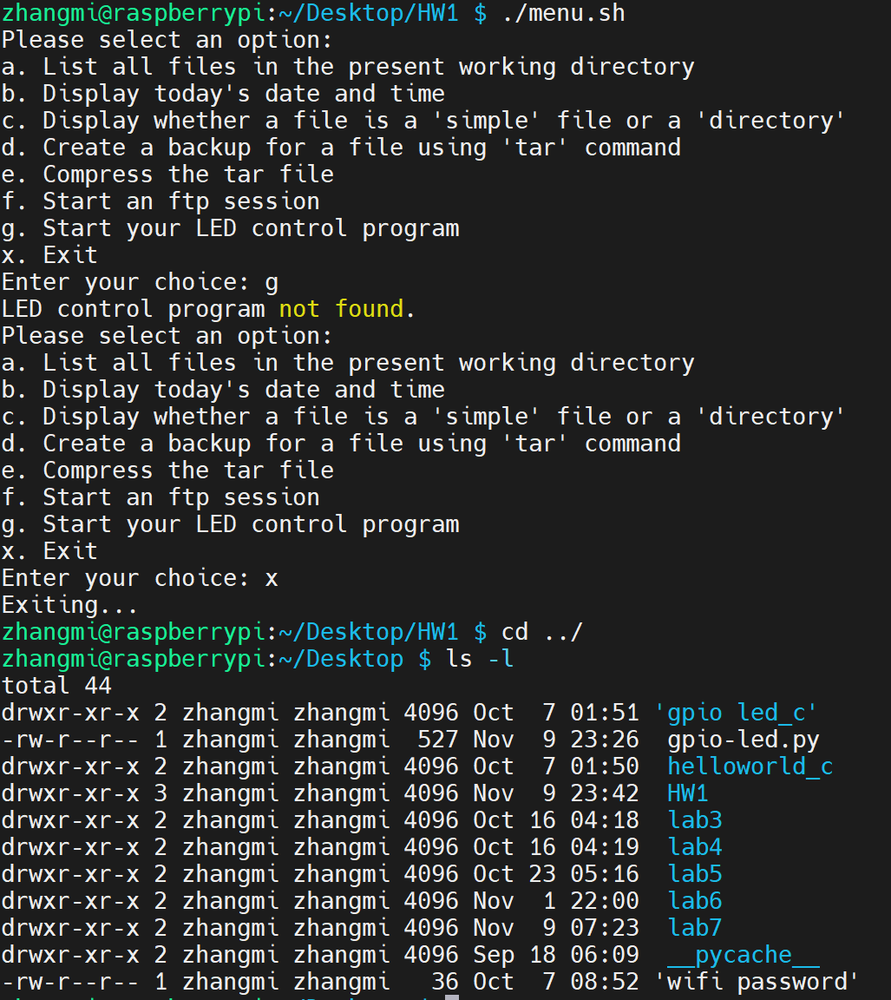 zhangmi@raspberrypi:~/Desktop/HW1 $ ./menu.sh
Please select an option:
a. List all files in the present working directory
b. Display today's date and time
c. Display whether a file is a 'simple' file or a 'directory'
d. Create a backup for a file using 'tar' command
e. Compress the tar file
f. Start an ftp session
g. Start your LED control program
x. Exit
Enter your choice: g
LED control program not found.
Please select an option:
a. List all files in the present working directory
b. Display today's date and time
c. Display whether a file is a 'simple' file or a 'directory'
d. Create a backup for a file using 'tar' command
e. Compress the tar file
f. Start an ftp session
g. Start your LED control program
x. Exit
Enter your choice: x
Exiting...
zhangmi@raspberrypi:~/Desktop/HW1 $ cd ../
zhangmi@raspberrypi:~/Desktop $ ls -l
total 44
drwxr-xr-x 2 zhangmi zhangmi 4096 Oct  7 01:51 'gpio led_c'
-rw-r--r-- 1 zhangmi zhangmi  527 Nov  9 23:26  gpio-led.py
drwxr-xr-x 2 zhangmi zhangmi 4096 Oct  7 01:50  helloworld_c
drwxr-xr-x 3 zhangmi zhangmi 4096 Nov  9 23:42  HW1
drwxr-xr-x 2 zhangmi zhangmi 4096 Oct 16 04:18  lab3
drwxr-xr-x 2 zhangmi zhangmi 4096 Oct 16 04:19  lab4
drwxr-xr-x 2 zhangmi zhangmi 4096 Oct 23 05:16  lab5
drwxr-xr-x 2 zhangmi zhangmi 4096 Nov  1 22:00  lab6
drwxr-xr-x 2 zhangmi zhangmi 4096 Nov  9 07:23  lab7
drwxr-xr-x 2 zhangmi zhangmi 4096 Sep 18 06:09  __pycache__
-rw-r--r-- 1 zhangmi zhangmi   36 Oct  7 08:52 'wifi password'